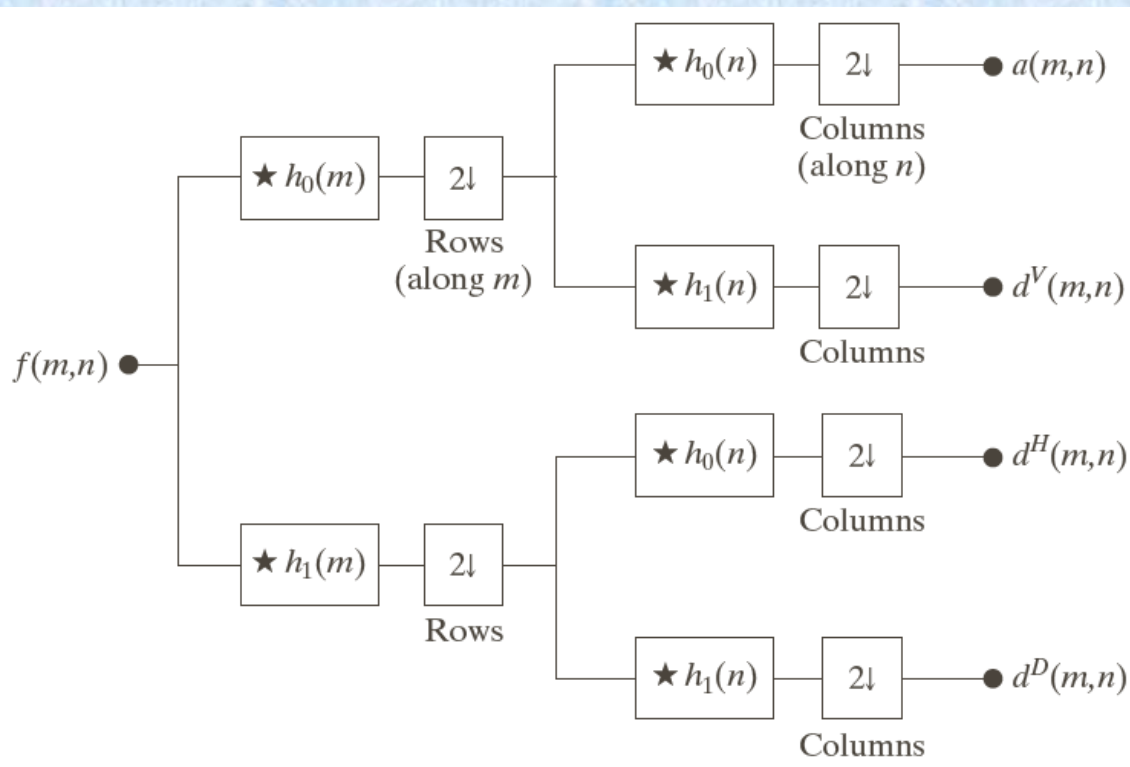 ★ h₀(n)
2↓
a(m,n)
Columns
(along n)
★ h₀(m)
2↓
Rows
(along m)
★ h₁(n)
2↓
dⱽ(m,n)
Columns
f(m,n)
★ h₀(n)
2↓
dᴴ(m,n)
Columns
★ h₁(m)
2↓
Rows
★ h₁(n)
2↓
dᴰ(m,n)
Columns